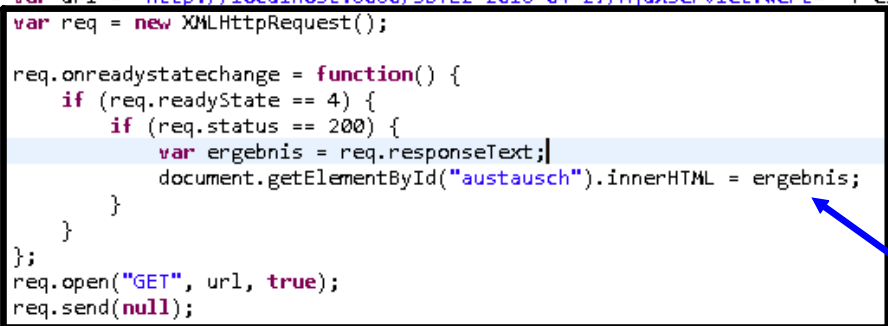 var req = new XMLHttpRequest();
req.onreadystatechange = function() {
if (req.readyState == 4) {
if (req.status == 200) {
var ergebnis = req.responseText;
document.getElementById("austausch").innerHTML = ergebnis;
}
}
};
req.open("GET", url, true);
req.send(null);